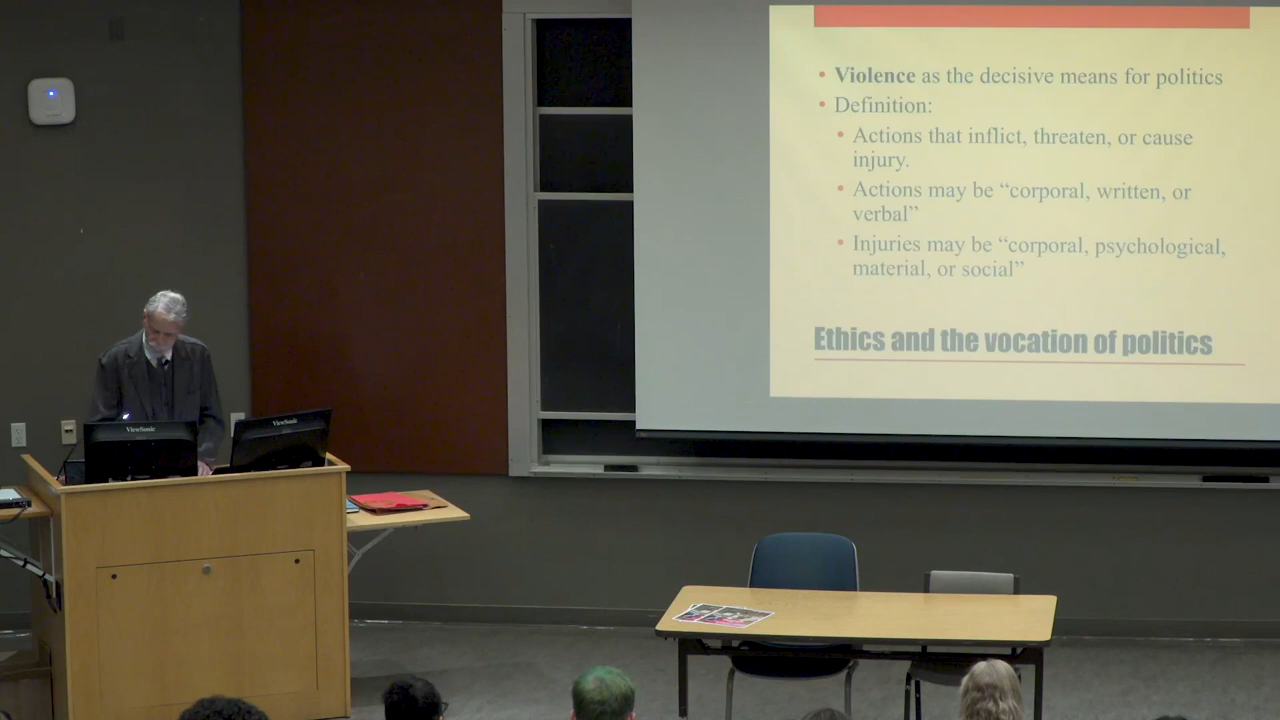 • Violence as the decisive means for politics
• Definition:
• Actions that inflict, threaten, or cause
injury.
• Actions may be “corporal, written, or
verbal”
• Injuries may be “corporal, psychological,
material, or social”
Ethics and the vocation of politics
ViewSonic
ViewSonic